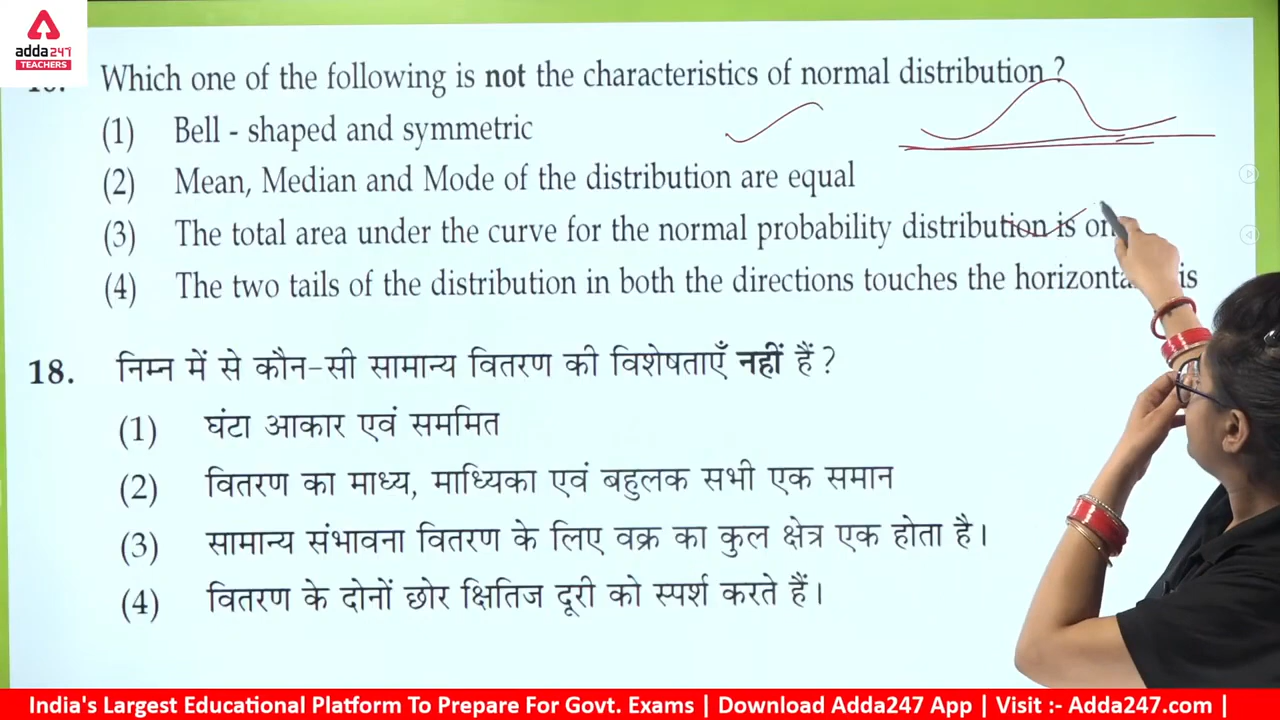 adda247
TEACHERS
Which one of the following is not the characteristics of normal distribution ?
(1) Bell - shaped and symmetric
(2) Mean, Median and Mode of the distribution are equal
(3) The total area under the curve for the normal probability distribution is
(4) The two tails of the distribution in both the directions touches the
18. निम्न में से कौन-सी सामान्य वितरण की विशेषताएँ नहीं हैं ?
(1) घंटा आकार एवं सममित
(2) वितरण का माध्य, माध्यिका एवं बहुलक सभी एक समान
(3) सामान्य संभावना वितरण के लिए वक्र का कुल क्षेत्र एक होता है।
(4) वितरण के दोनों छोर क्षितिज दूरी को स्पर्श करते हैं।
India's Largest Educational Platform To Prepare For Govt. Exams | Download Adda247 App | Visit :- Adda247.com |